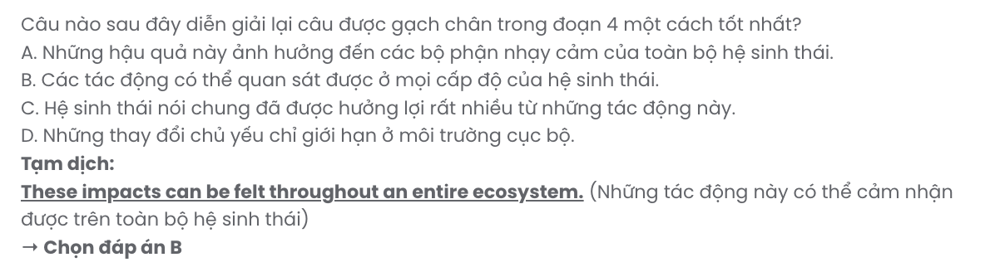 Câu nào sau đây diễn giải lại câu được gạch chân trong đoạn 4 một cách tốt nhất?
A. Những hậu quả này ảnh hưởng đến các bộ phận nhạy cảm của toàn bộ hệ sinh thái.
B. Các tác động có thể quan sát được ở mọi cấp độ của hệ sinh thái.
C. Hệ sinh thái nói chung đã được hưởng lợi rất nhiều từ những tác động này.
D. Những thay đổi chủ yếu chỉ giới hạn ở môi trường cục bộ.
Tạm dịch:
These impacts can be felt throughout an entire ecosystem. (Những tác động này có thể cảm nhận
được trên toàn bộ hệ sinh thái)
→ Chọn đáp án B